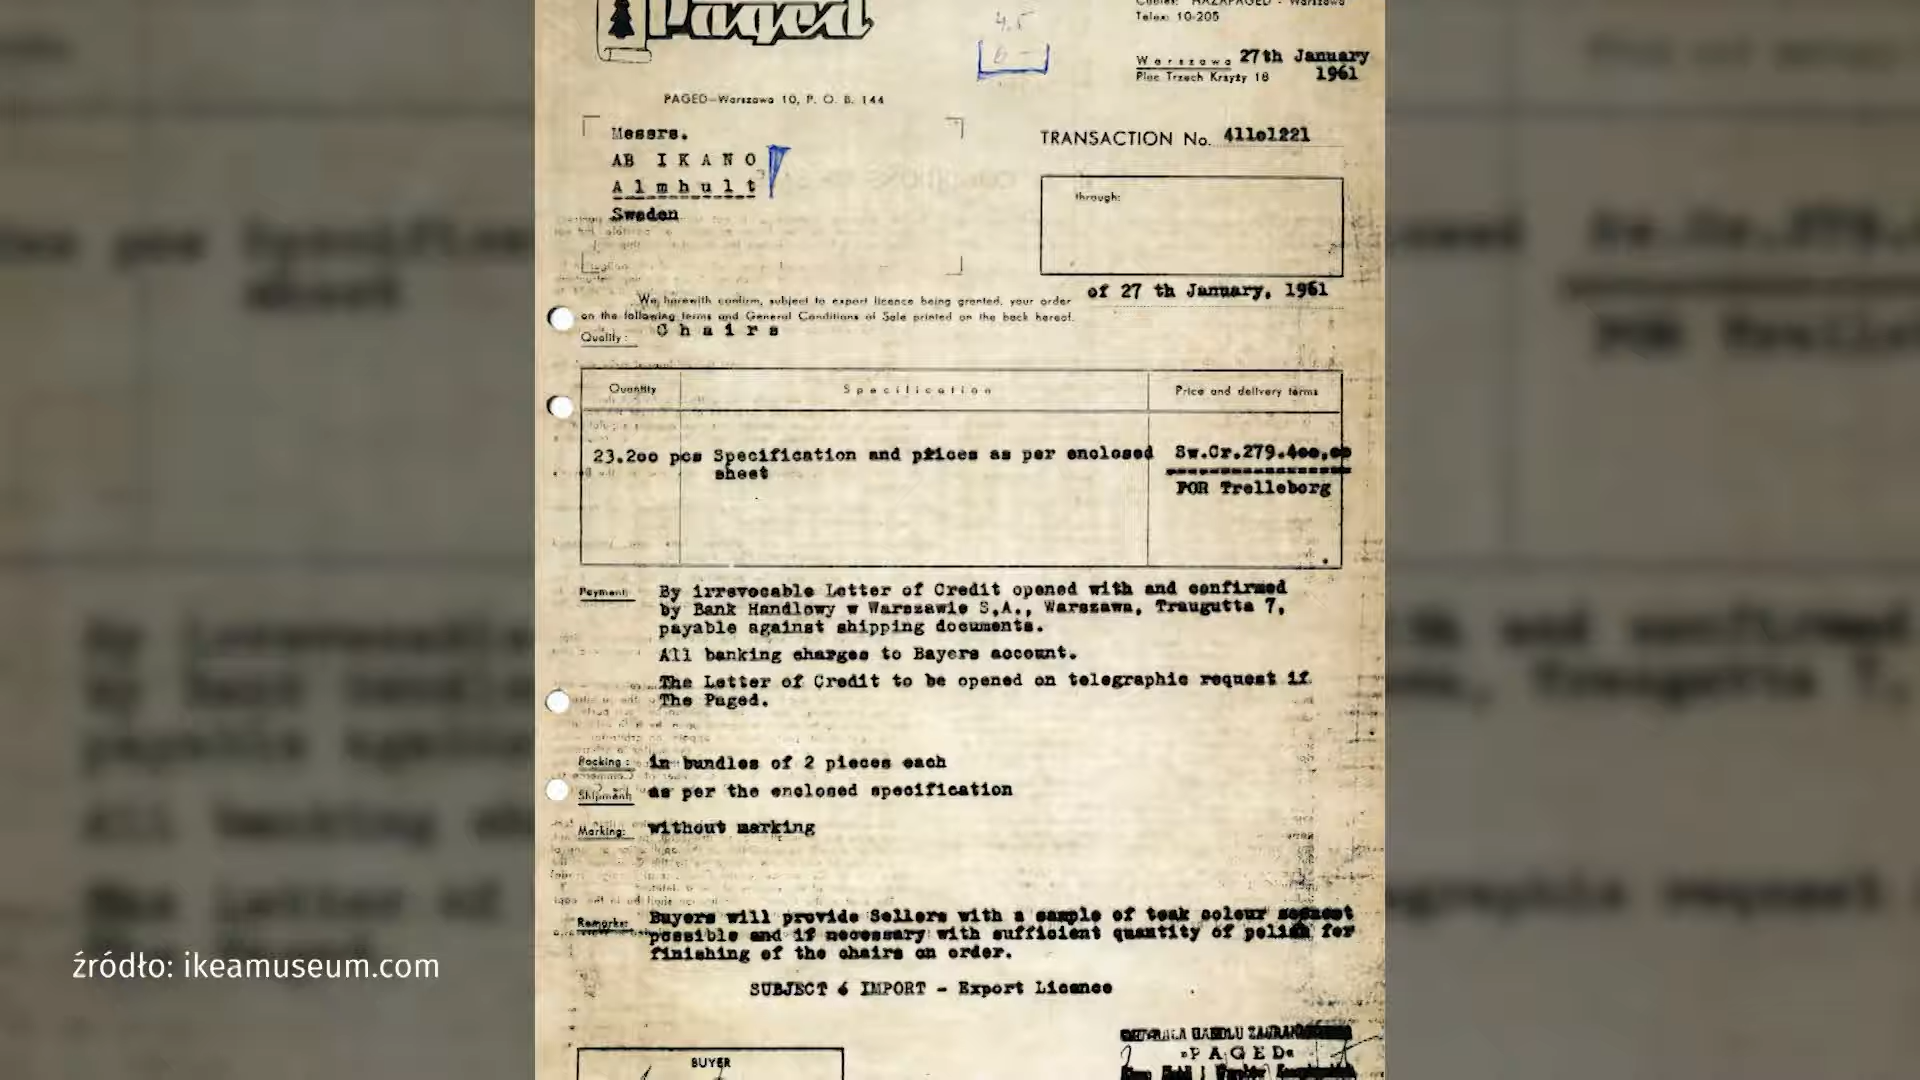 Paged
Cables: HAZAPAGED - Warszawa
Telex: 10-205
4.5
6 -
Warszawa 27th January
Plac Trzech Krzyży 18 1961
PAGED—Warszawa 10, P. O. B. 144
Messrs.
AB IKANO
Almhult
Sweden
TRANSACTION No. 411o1221
through:
We herewith confirm, subject to export licence being granted, your order of 27 th January, 1961
on the following terms and General Conditions of Sale printed on the back hereof.
Quality: Chairs
Quantity Specification Price and delivery terms
23.2oo pcs Specification and prices as per enclosed Sw.Cr.279.4oo,oo
sheet
FOR Trelleborg
Payment: By irrevocable Letter of Credit opened with and confirmed
by Bank Handlowy w Warszawie S.A., Warszawa, Traugutta 7,
payable against shipping documents.
All banking charges to Bayers account.
The Letter of Credit to be opened on telegraphic request if
The Paged.
Packing: in bundles of 2 pieces each
Shipment: as per the enclosed specification
Marking: without marking
Remarks: Buyers will provide Sellers with a sample of teak colour soonest
possible and if necessary with sufficient quantity of polish for
finishing of the chairs on order.
SUBJECT 6 IMPORT - Export Licence
"PAGED"
BUYER
źródło: ikeamuseum.com